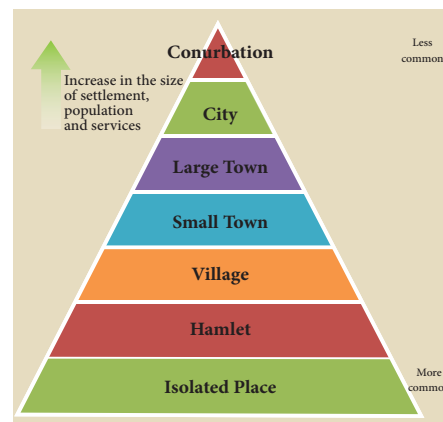 Conurbation
Less
common
Increase in the size
of settlement,
population
and services
City
Large Town
Small Town
Village
Hamlet
Isolated Place
More
commo